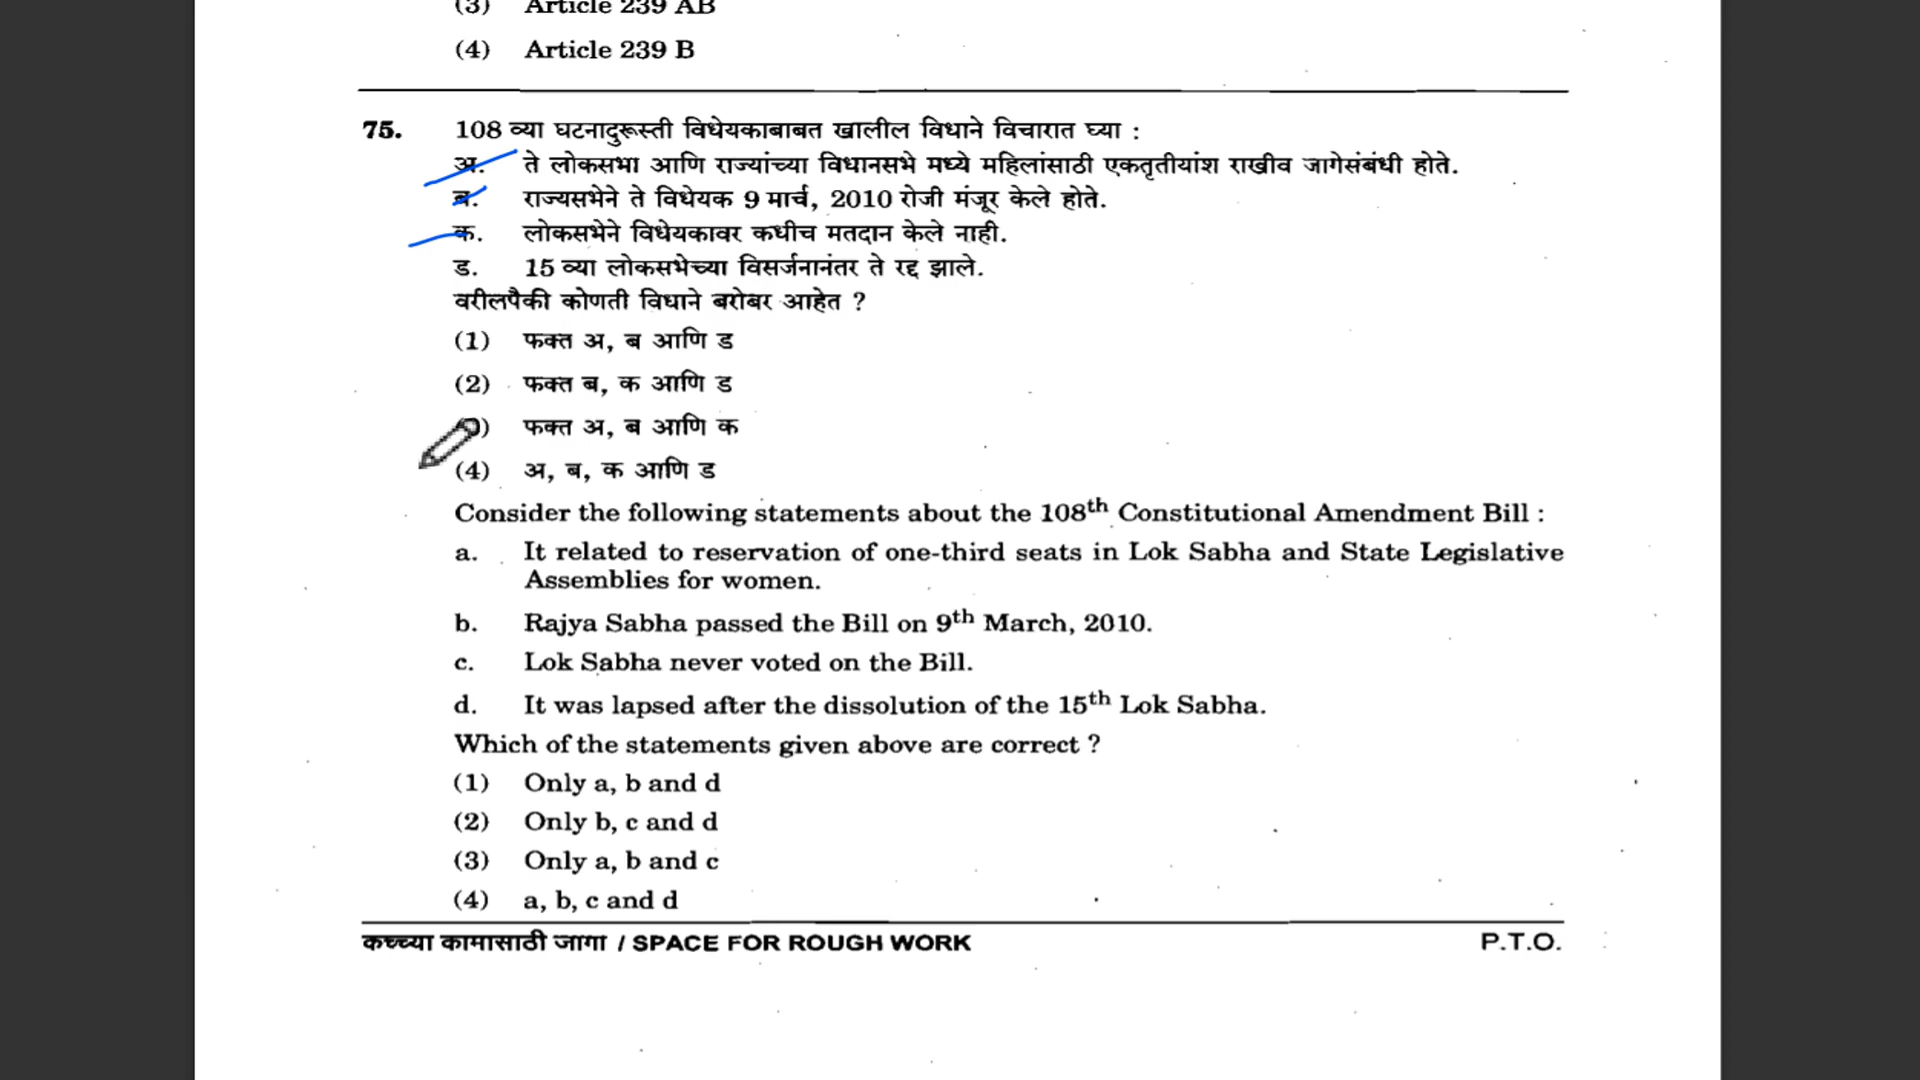 (3) Article 239 AB
(4) Article 239 B
75. 108 व्या घटनादुरूस्ती विधेयकाबाबत खालील विधाने विचारात घ्या :
अ. ते लोकसभा आणि राज्यांच्या विधानसभे मध्ये महिलांसाठी एकतृतीयांश राखीव जागेसंबंधी होते.
ब. राज्यसभेने ते विधेयक 9 मार्च, 2010 रोजी मंजूर केले होते.
क. लोकसभेने विधेयकावर कधीच मतदान केले नाही.
ड. 15 व्या लोकसभेच्या विसर्जनानंतर ते रद्द झाले.
वरीलपैकी कोणती विधाने बरोबर आहेत ?
(1) फक्त अ, ब आणि ड
(2) फक्त ब, क आणि ड
) फक्त अ, ब आणि क
(4) अ, ब, क आणि ड
Consider the following statements about the 108th Constitutional Amendment Bill :
a. It related to reservation of one-third seats in Lok Sabha and State Legislative
Assemblies for women.
b. Rajya Sabha passed the Bill on 9th March, 2010.
c. Lok Sabha never voted on the Bill.
d. It was lapsed after the dissolution of the 15th Lok Sabha.
Which of the statements given above are correct ?
(1) Only a, b and d
(2) Only b, c and d
(3) Only a, b and c
(4) a, b, c and d
कच्च्या कामासाठी जागा / SPACE FOR ROUGH WORK P.T.O.